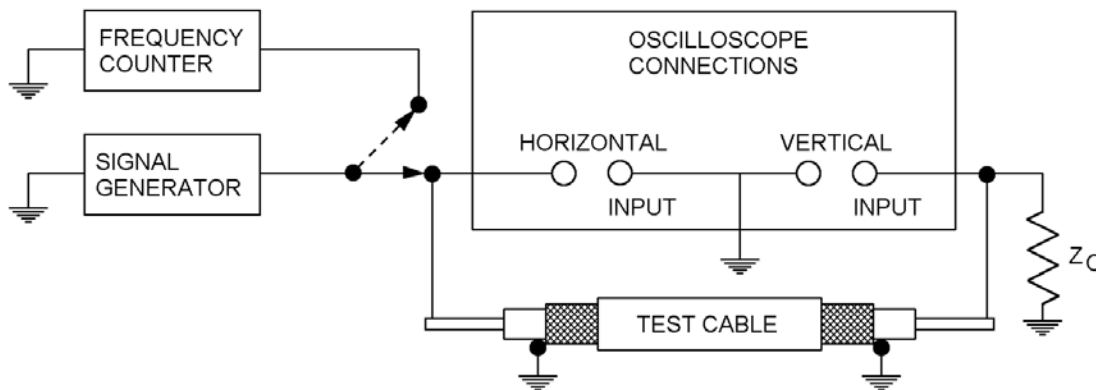 FREQUENCY
COUNTER
OSCILLOSCOPE
CONNECTIONS
SIGNAL
GENERATOR
HORIZONTAL
VERTICAL
INPUT
INPUT
Z
TEST CABLE